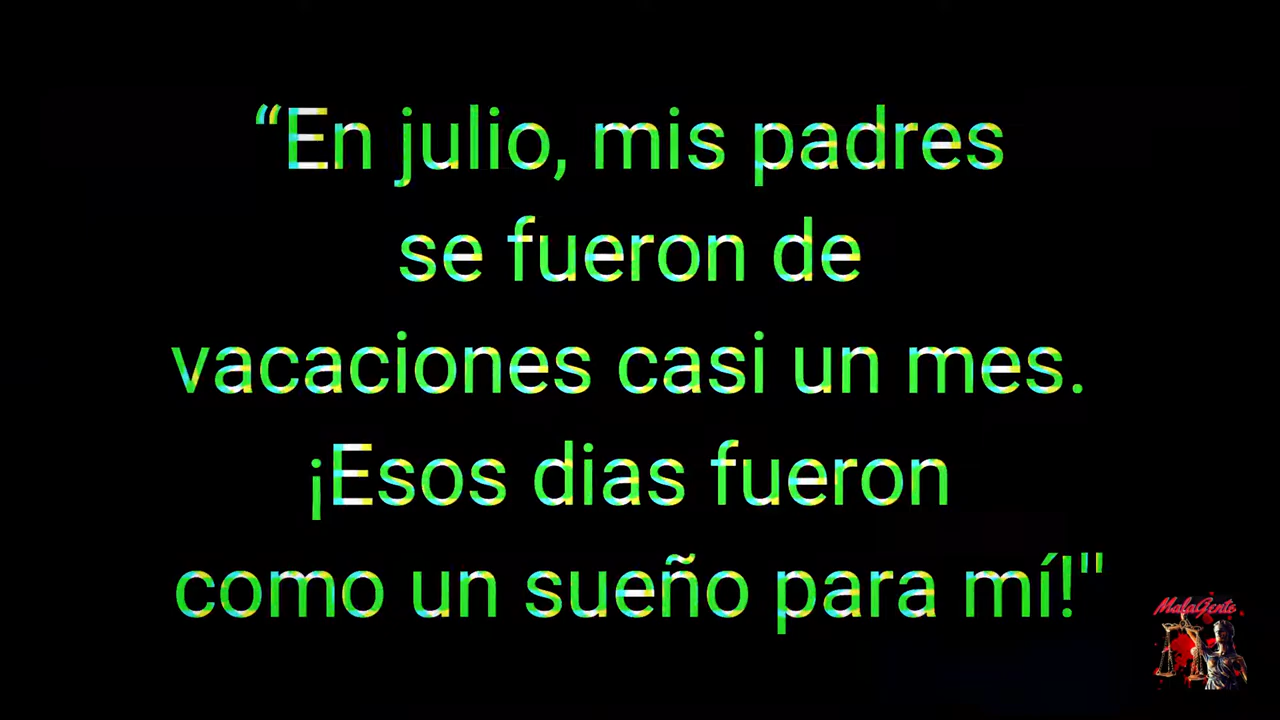 “En julio, mis padres
se fueron de
vacaciones casi un mes.
¡Esos dias fueron
como un sueño para mí!"
MalaGente